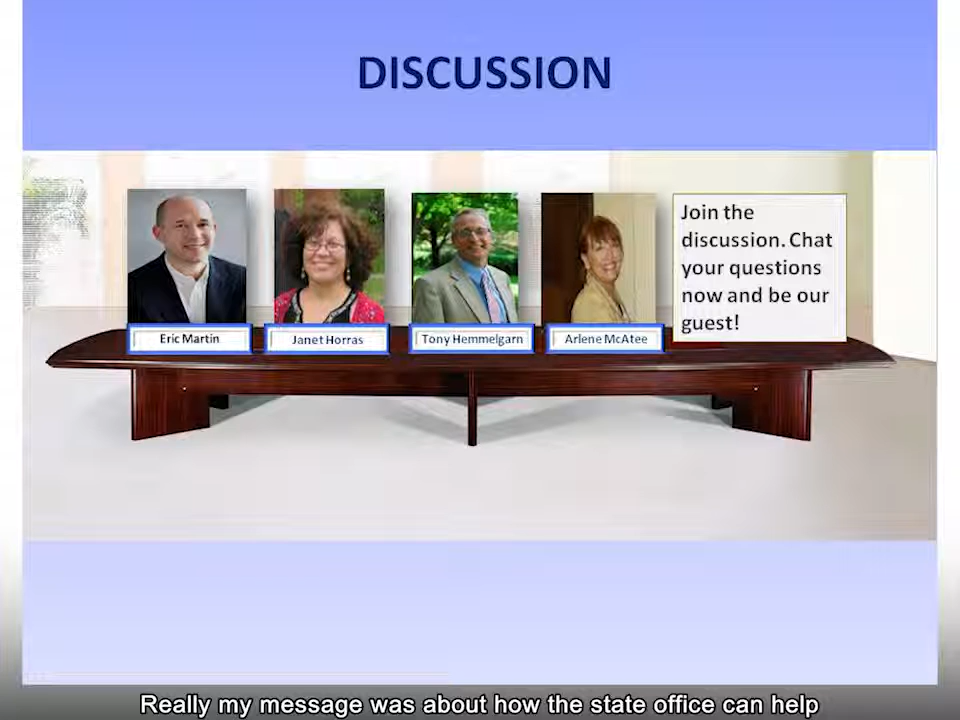 DISCUSSION
Join the
discussion. Chat
your questions
now and be our
guest!
Eric Martin
Janet Horras
Tony Hemmelgarn
Arlene McAtee
Really my message was about how the state office can help